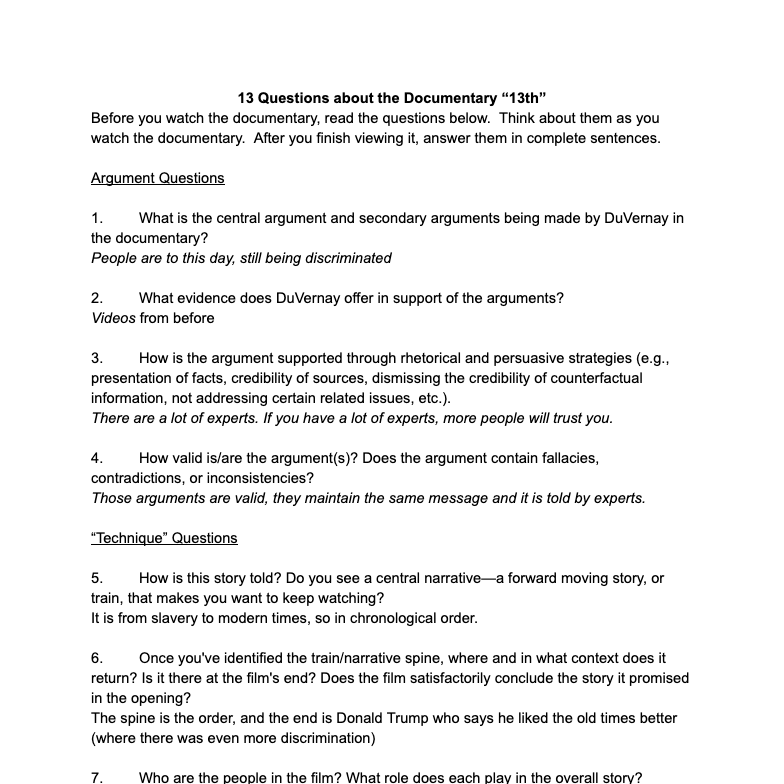 13 Questions about the Documentary “13th”
Before you watch the documentary, read the questions below.  Think about them as you
watch the documentary.  After you finish viewing it, answer them in complete sentences.
Argument Questions
1. What is the central argument and secondary arguments being made by DuVernay in
the documentary?
People are to this day, still being discriminated
2. What evidence does DuVernay offer in support of the arguments?
Videos from before
3. How is the argument supported through rhetorical and persuasive strategies (e.g.,
presentation of facts, credibility of sources, dismissing the credibility of counterfactual
information, not addressing certain related issues, etc.).
There are a lot of experts. If you have a lot of experts, more people will trust you.
4. How valid is/are the argument(s)? Does the argument contain fallacies,
contradictions, or inconsistencies?
Those arguments are valid, they maintain the same message and it is told by experts.
“Technique” Questions
5. How is this story told? Do you see a central narrative—a forward moving story, or
train, that makes you want to keep watching?
It is from slavery to modern times, so in chronological order.
6. Once you've identified the train/narrative spine, where and in what context does it
return? Is it there at the film's end? Does the film satisfactorily conclude the story it promised
in the opening?
The spine is the order, and the end is Donald Trump who says he liked the old times better
(where there was even more discrimination)
7. Who are the people in the film? What role does each play in the overall story?